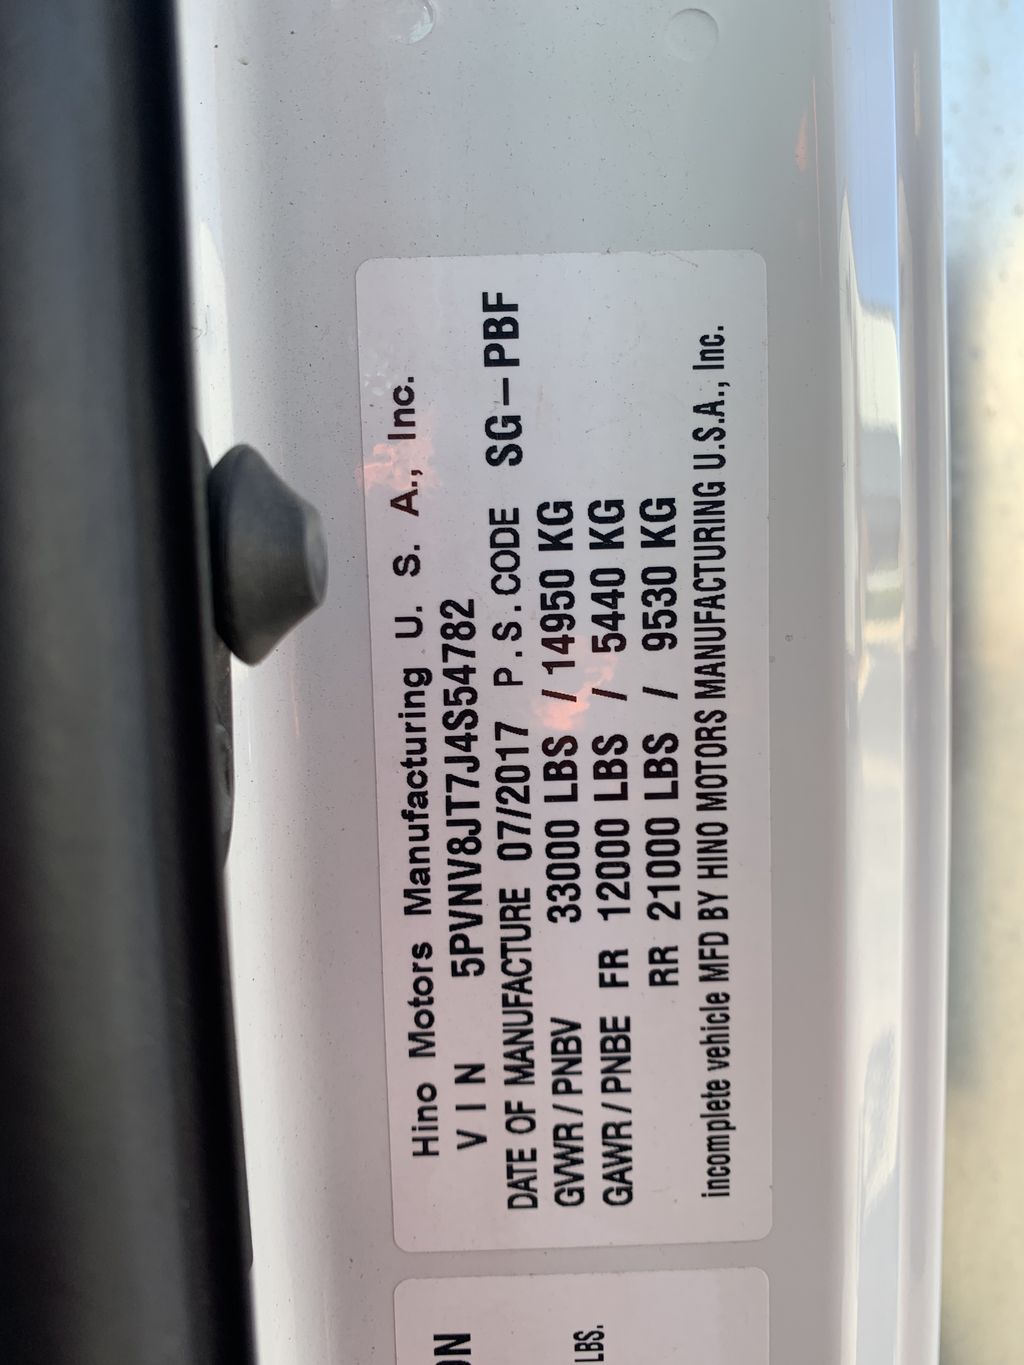 Hino Motors Manufacturing U. S. A., Inc.
VIN 5PVNV8JT7J4S54782
DATE OF MANUFACTURE 07/2017 P.S.CODE SG-PBF
GVWR/PNBV 33000 LBS / 14950 KG
GAWR/PNBE FR 12000 LBS / 5440 KG
RR 21000 LBS / 9530 KG
incomplete vehicle MFD BY HINO MOTORS MANUFACTURING U.S.A., Inc.
LBS.